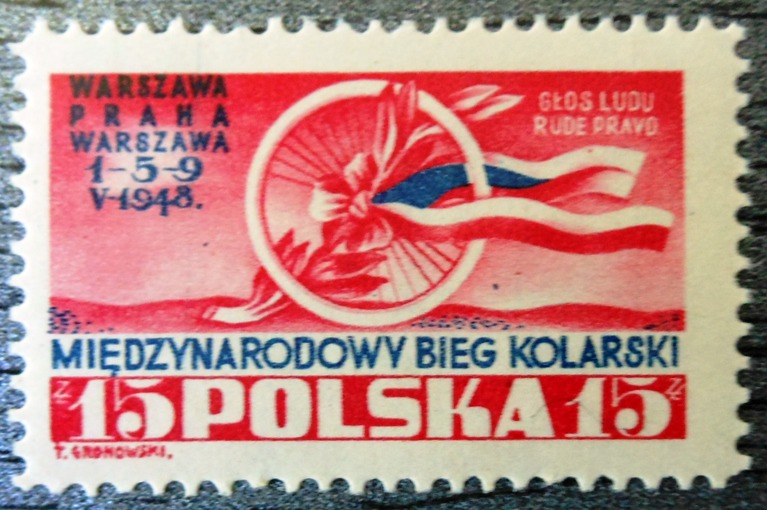 WARSZAWA
PRAHA
WARSZAWA
1-5-9
V-1948.
GŁOS LUDU
RUDE PRAVO
MIĘDZYNARODOWY BIEG KOLARSKI
zł 15 POLSKA 15 zł
T. GRONOWSKI.